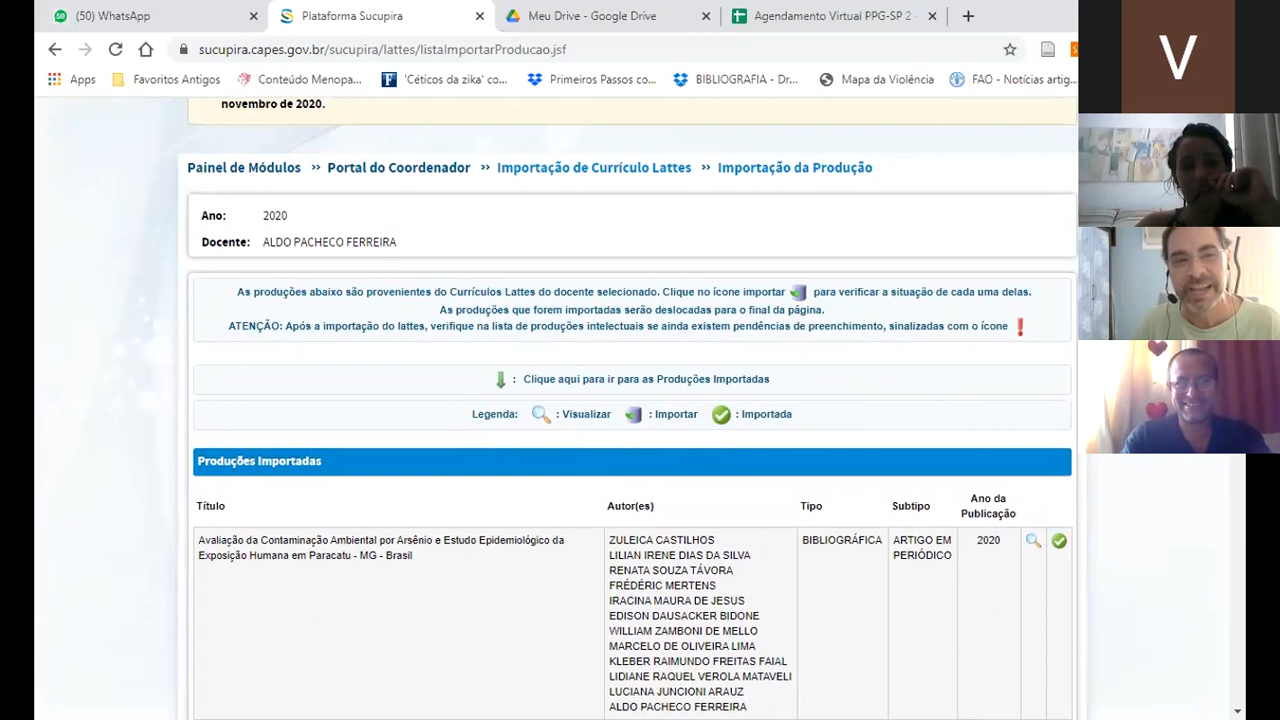 (50) WhatsApp
Plataforma Sucupira
Meu Drive - Google Drive
Agendamento Virtual PPG-SP 2 -
sucupira.capes.gov.br/sucupira/lattes/listaImportarProducao.jsf
Apps
Favoritos Antigos
Conteúdo Menopa...
'Céticos da zika' co...
Primeiros Passos co...
BIBLIOGRAFIA - Dr...
Mapa da Violência
FAO - Notícias artig...
V
novembro de 2020.
Painel de Módulos » Portal do Coordenador » Importação de Currículo Lattes » Importação da Produção
Ano: 2020
Docente: ALDO PACHECO FERREIRA
As produções abaixo são provenientes do Currículos Lattes do docente selecionado. Clique no ícone importar para verificar a situação de cada uma delas.
As produções que forem importadas serão deslocadas para o final da página.
ATENÇÃO: Após a importação do lattes, verifique na lista de produções intelectuais se ainda existem pendências de preenchimento, sinalizadas com o ícone
: Clique aqui para ir para as Produções Importadas
Legenda: : Visualizar : Importar : Importada
Produções Importadas
Título
Autor(es)
Tipo
Subtipo
Ano da
Publicação
Avaliação da Contaminação Ambiental por Arsênio e Estudo Epidemiológico da
Exposição Humana em Paracatu - MG - Brasil
ZULEICA CASTILHOS
LILIAN IRENE DIAS DA SILVA
RENATA SOUZA TÁVORA
FRÉDÉRIC MERTENS
IRACINA MAURA DE JESUS
EDISON DAUSACKER BIDONE
WILLIAM ZAMBONI DE MELLO
MARCELO DE OLIVEIRA LIMA
KLEBER RAIMUNDO FREITAS FAIAL
LIDIANE RAQUEL VEROLA MATAVELI
LUCIANA JUNCIONI ARAUZ
ALDO PACHECO FERREIRA
BIBLIOGRÁFICA
ARTIGO EM
PERIÓDICO
2020